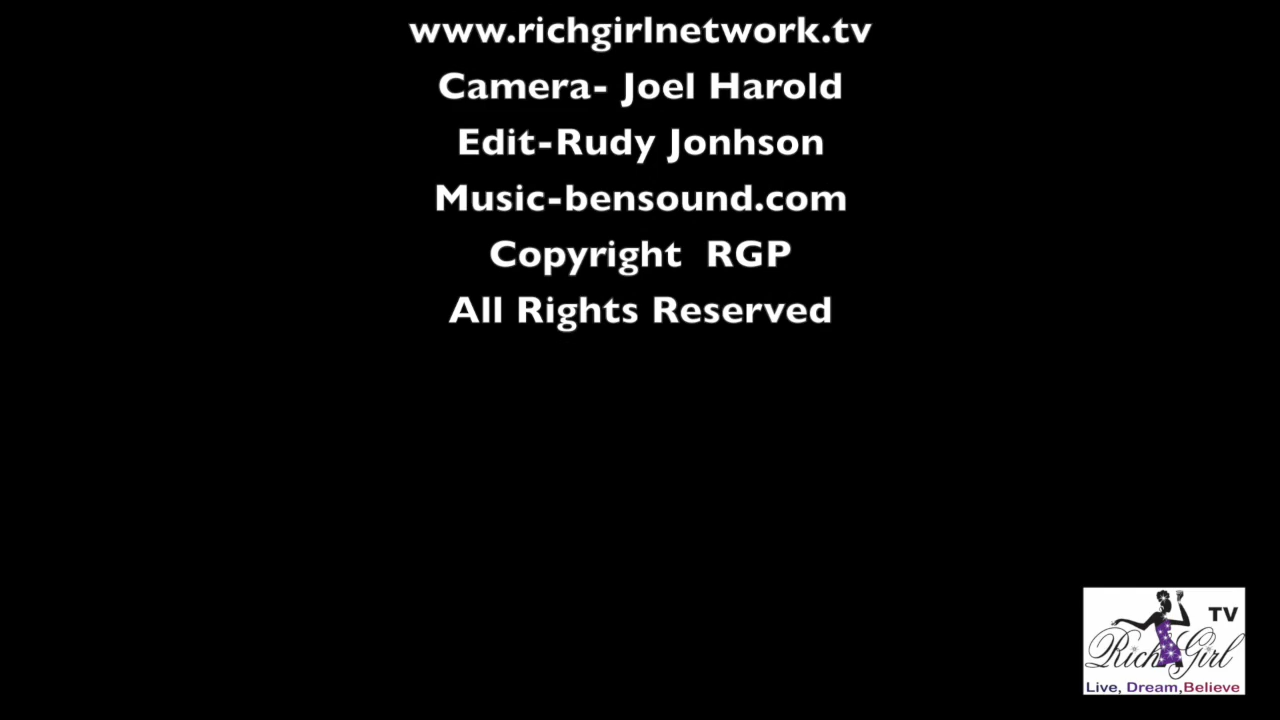 www.richgirlnetwork.tv
Camera- Joel Harold
Edit-Rudy Jonhson
Music-bensound.com
Copyright  RGP
All Rights Reserved
TV
Rich Girl
Live, Dream,Believe